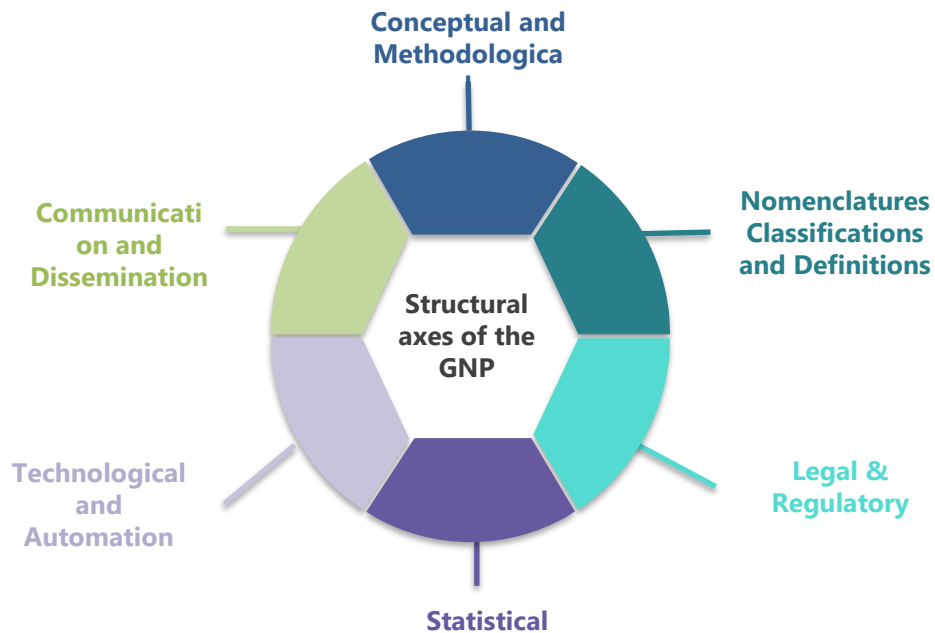 Conceptual and
Methodologica
Nomenclatures
Classifications
and Definitions
Legal &
Regulatory
Statistical
Technological
and
Automation
Communicati
on and
Dissemination
Structural
axes of the
GNP